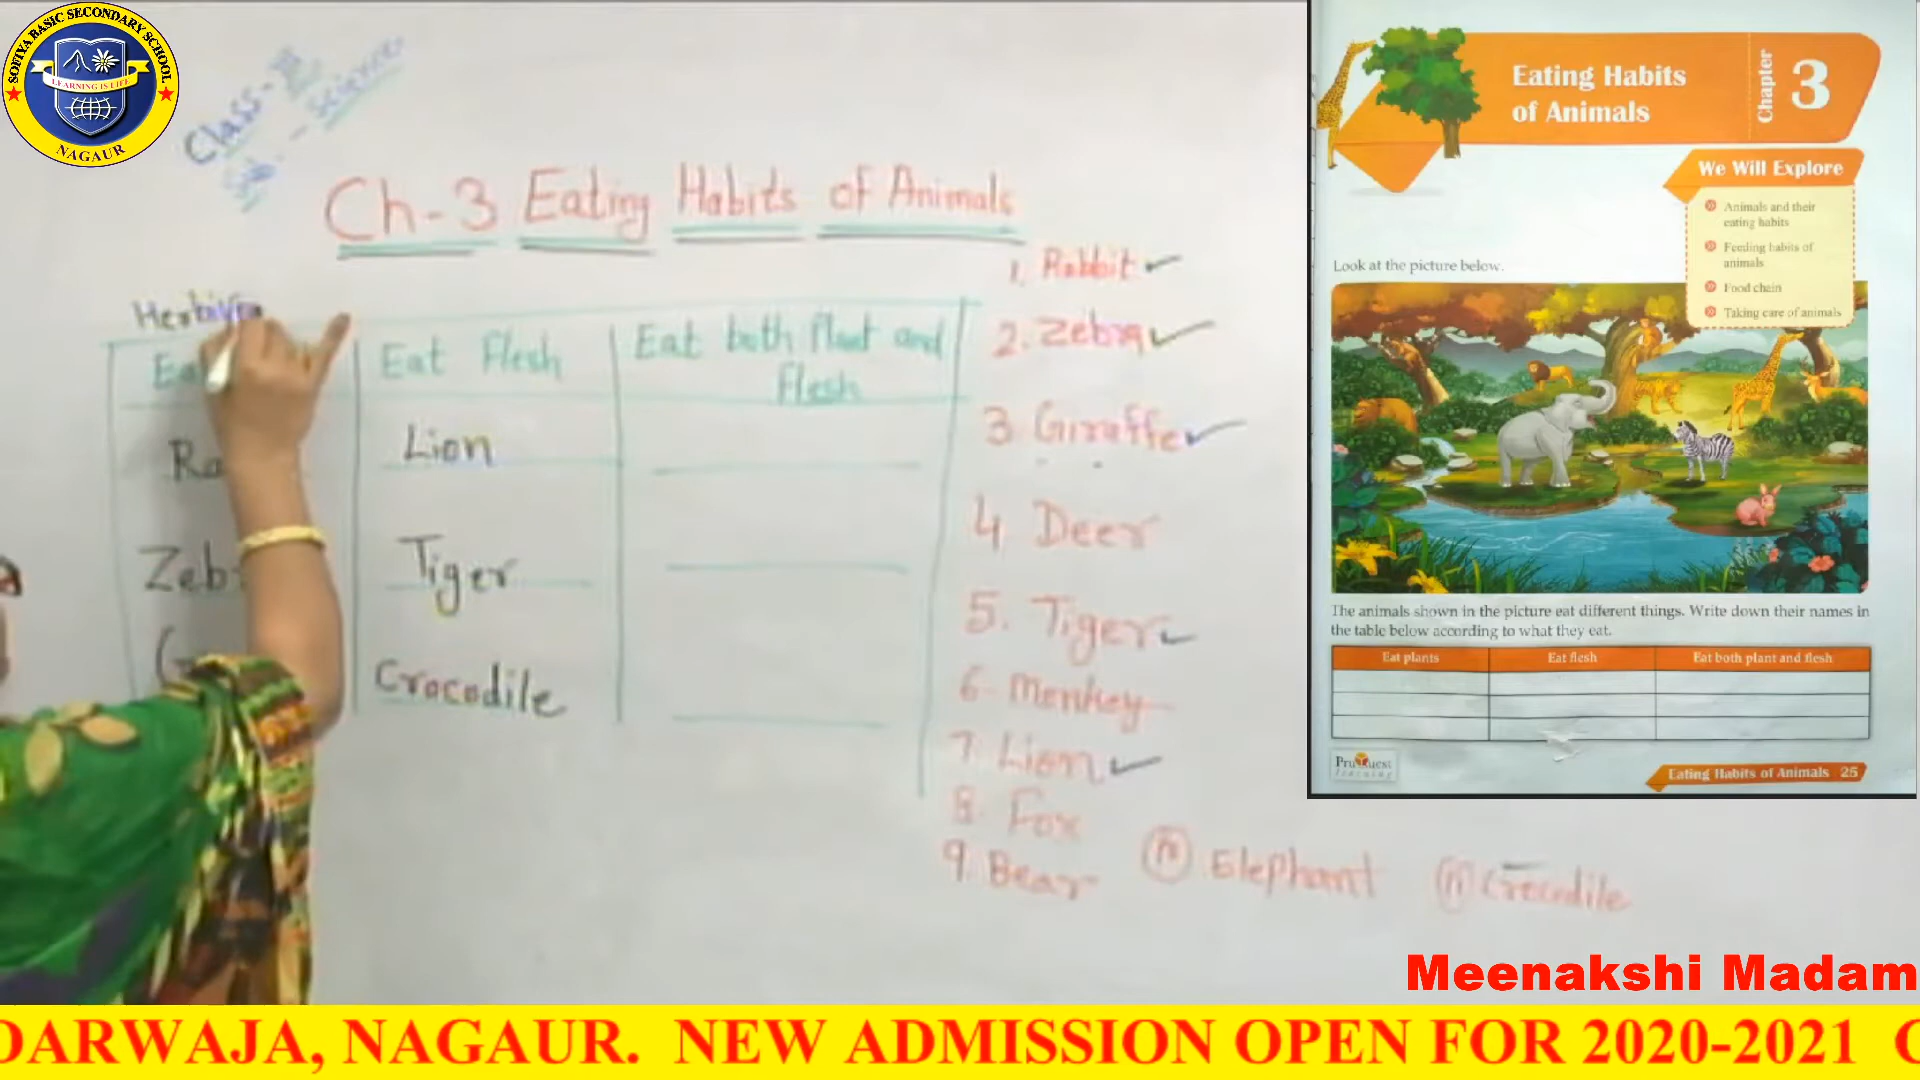 SOFIYA BASIC SECONDARY SCHOOL
LEARNING IS LIFE
NAGAUR
Class-
Sub. - Science
Ch-3 Eating Habits of Animals
Eat Flesh
Eat both Plant and
Flesh
Lion
Tiger
Crocodile
1. Rabbit
2. Zebra
3 Giraffe
4 Deer
5. Tiger
6- Monkey
7. Lion
8. Fox
9. Bear
10 Elephant
11 Crocodile
Eating Habits
of Animals
Chapter
3
We Will Explore
Animals and their
eating habits
Feeding habits of
animals
Food chain
Taking care of animals
Look at the picture below.
The animals shown in the picture eat different things. Write down their names in
the table below according to what they eat.
Eat plants Eat flesh Eat both plant and flesh
PruQuest
learning
Eating Habits of Animals 25
Meenakshi Madam
DARWAJA, NAGAUR. NEW ADMISSION OPEN FOR 2020-2021